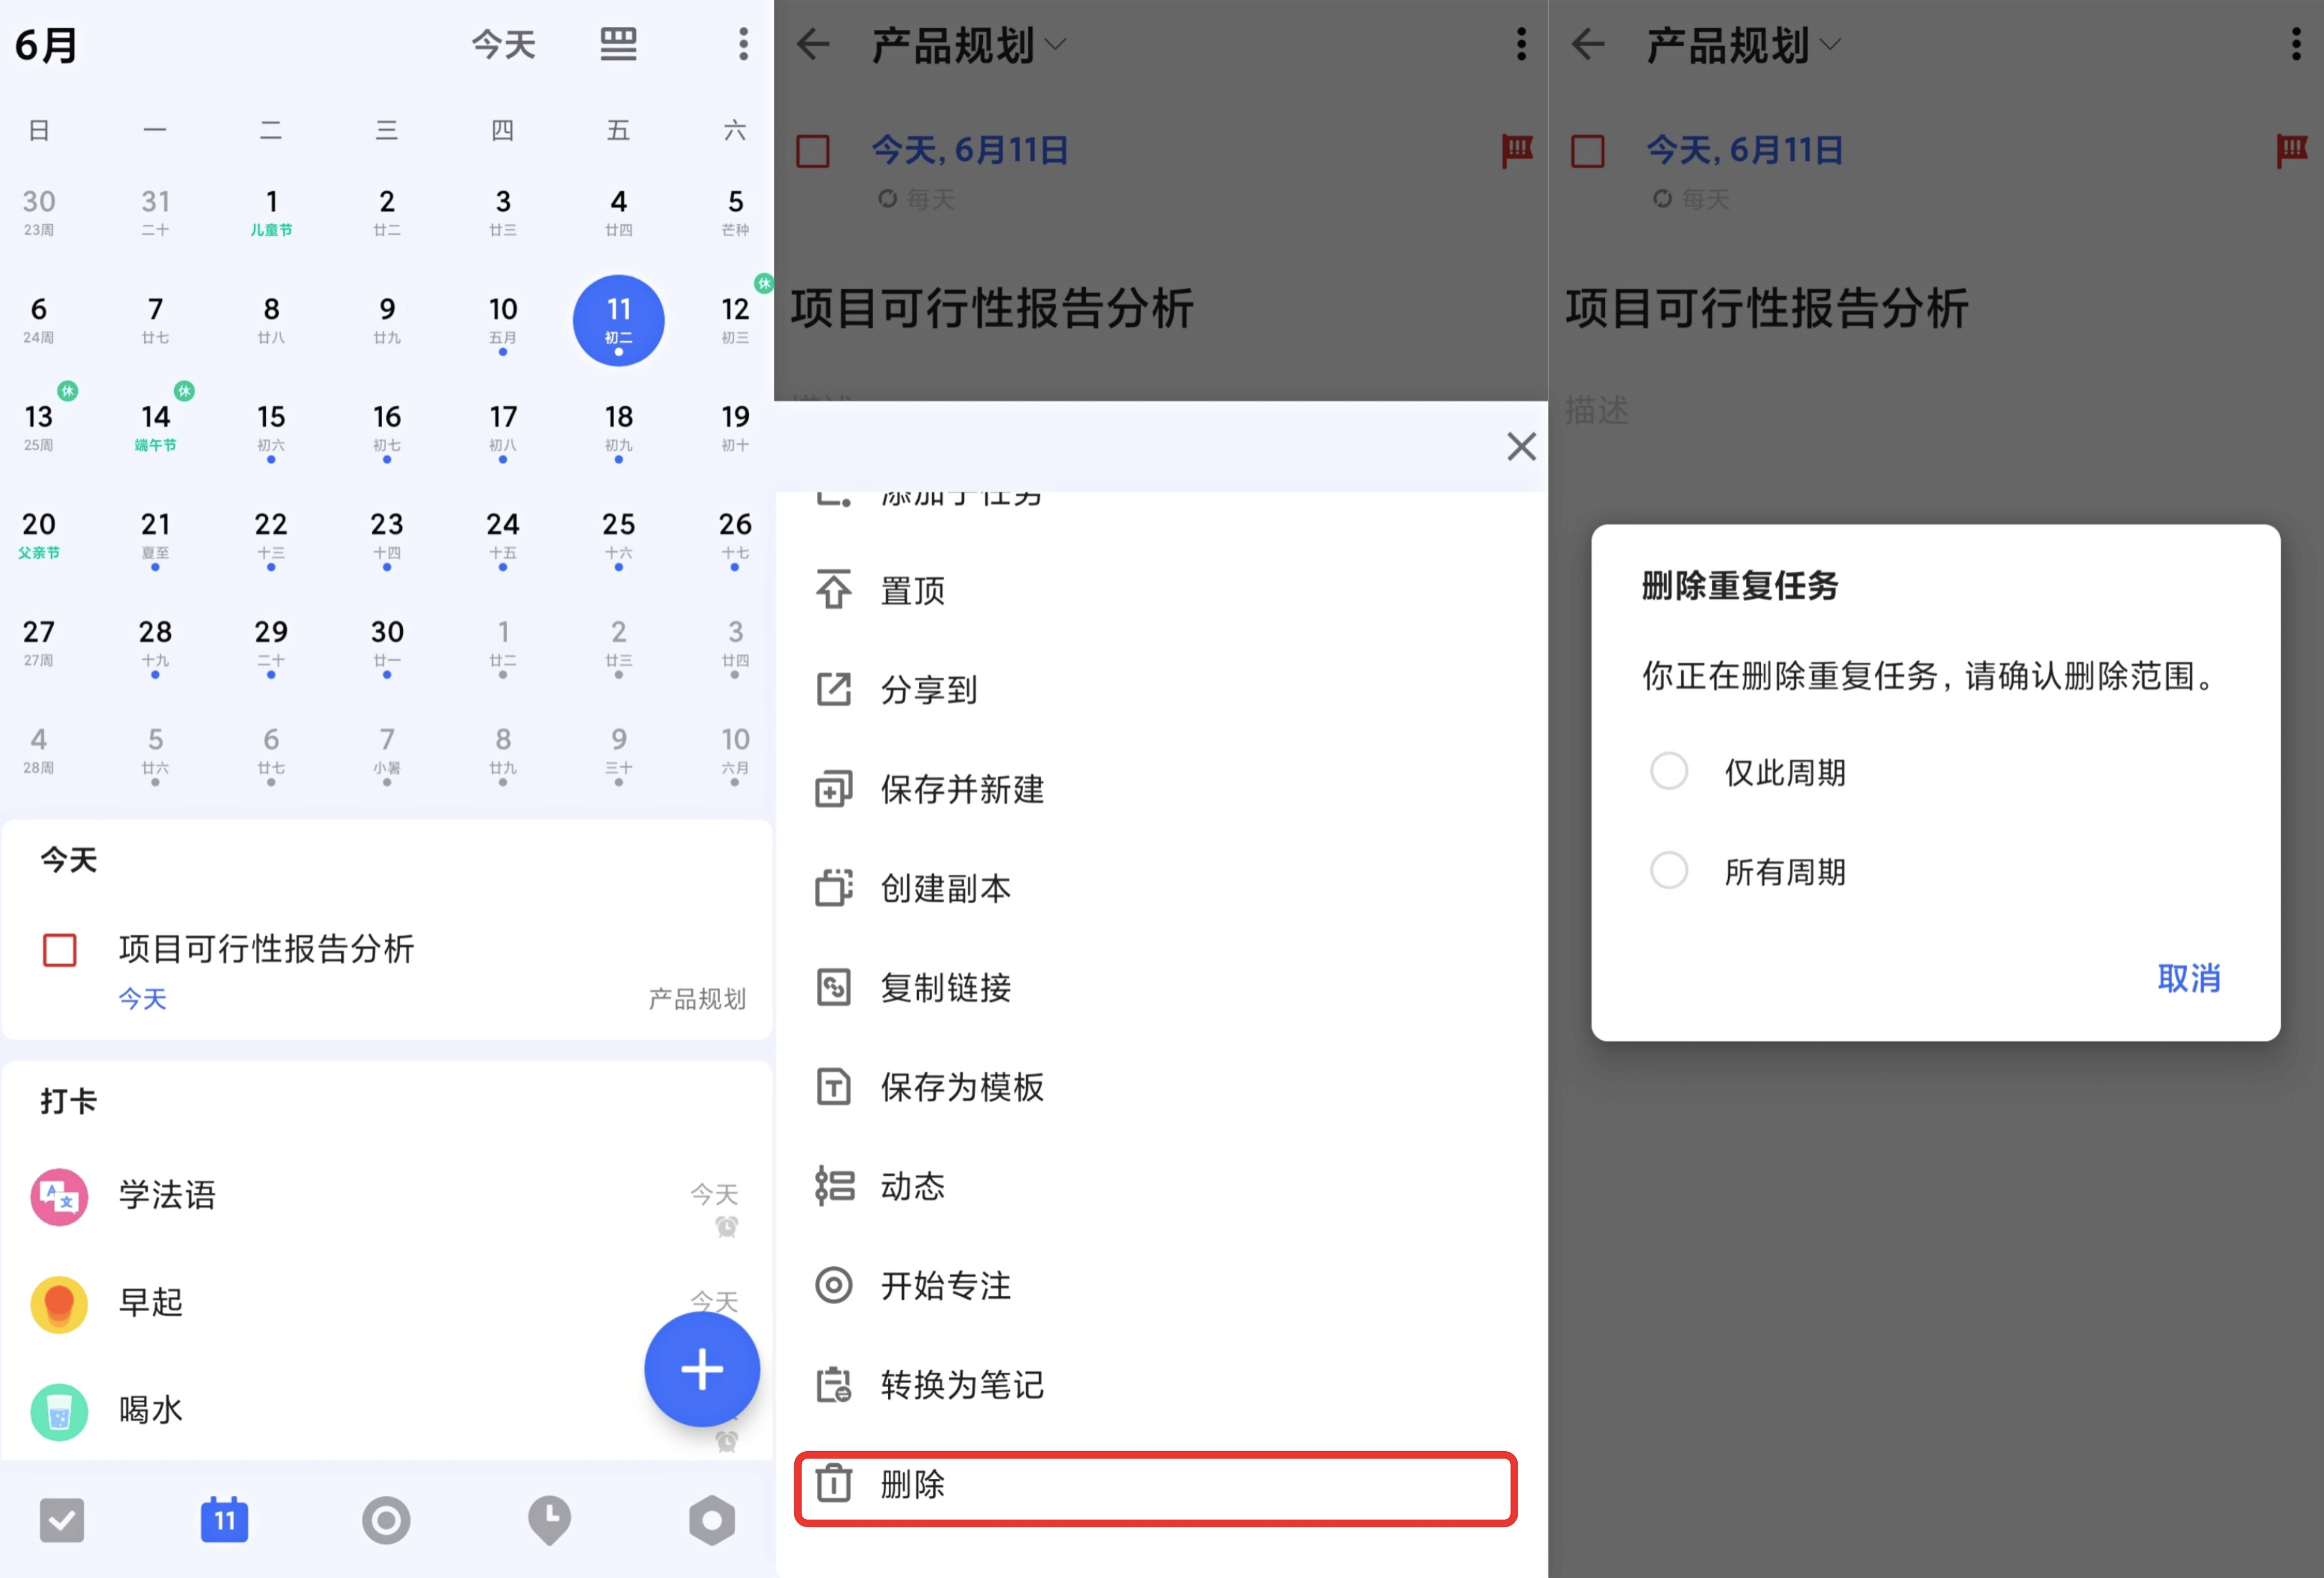 6月
今天
日 一 二 三 四 五 六
30 31 1 2 3 4 5
23周 二十 儿童节 廿二 廿三 廿四 芒种
休
6 7 8 9 10 11 12
24周 廿七 廿八 廿九 五月 初二 初三
休 休
13 14 15 16 17 18 19
25周 端午节 初六 初七 初八 初九 初十
20 21 22 23 24 25 26
父亲节 夏至 十三 十四 十五 十六 十七
27 28 29 30 1 2 3
27周 十九 二十 廿一 廿二 廿三 廿四
4 5 6 7 8 9 10
28周 廿六 廿七 小暑 廿九 三十 六月
今天
项目可行性报告分析
今天 产品规划
打卡
学法语 今天
早起 今天
喝水
11
产品规划
今天, 6月11日
每天
项目可行性报告分析
添加子任务
置顶
分享到
保存并新建
创建副本
复制链接
保存为模板
动态
开始专注
转换为笔记
删除
产品规划
今天, 6月11日
每天
项目可行性报告分析
描述
删除重复任务
你正在删除重复任务, 请确认删除范围。
仅此周期
所有周期
取消